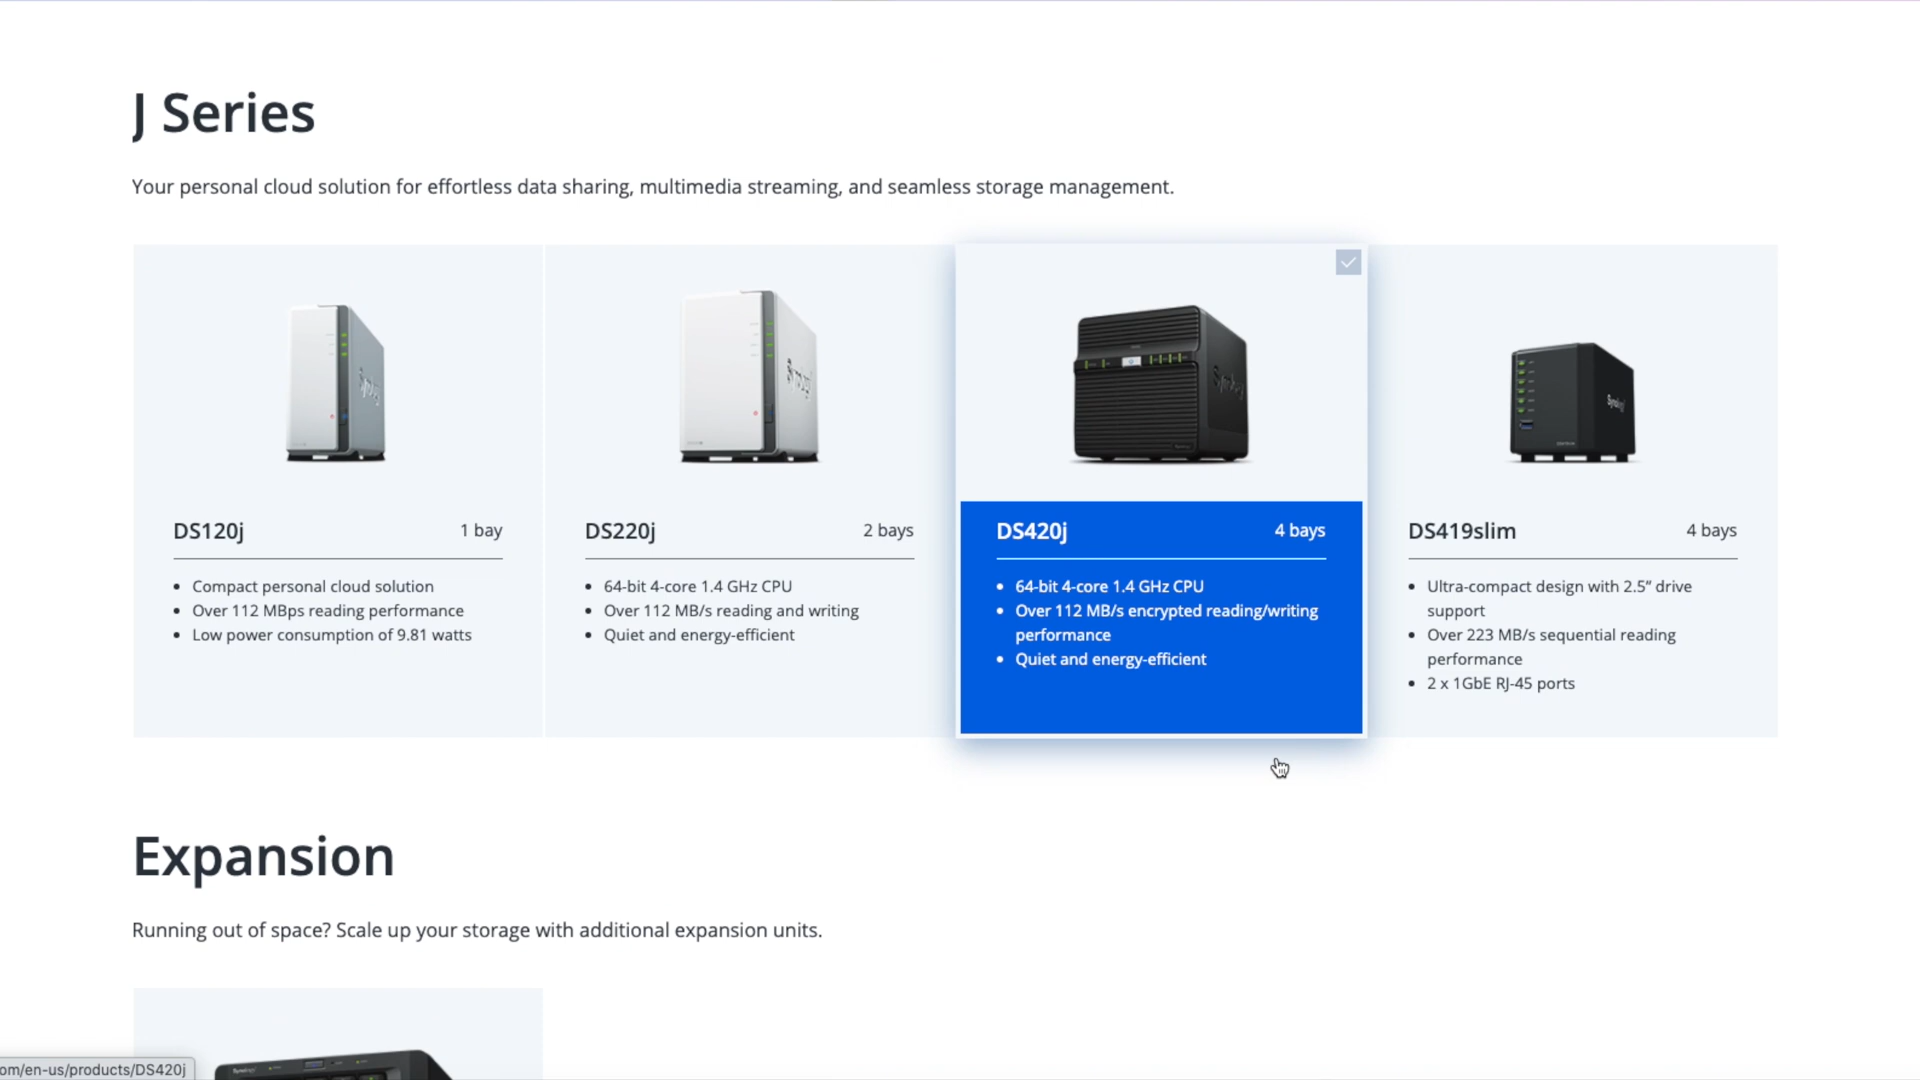 J Series
Your personal cloud solution for effortless data sharing, multimedia streaming, and seamless storage management.
Synology
Synology
Synology
Synology
DS120j 1 bay
• Compact personal cloud solution
• Over 112 MBps reading performance
• Low power consumption of 9.81 watts
DS220j 2 bays
• 64-bit 4-core 1.4 GHz CPU
• Over 112 MB/s reading and writing
• Quiet and energy-efficient
DS420j 4 bays
• 64-bit 4-core 1.4 GHz CPU
• Over 112 MB/s encrypted reading/writing
performance
• Quiet and energy-efficient
DS419slim 4 bays
• Ultra-compact design with 2.5” drive
support
• Over 223 MB/s sequential reading
performance
• 2 x 1GbE RJ-45 ports
Expansion
Running out of space? Scale up your storage with additional expansion units.
Synology
om/en-us/products/DS420j